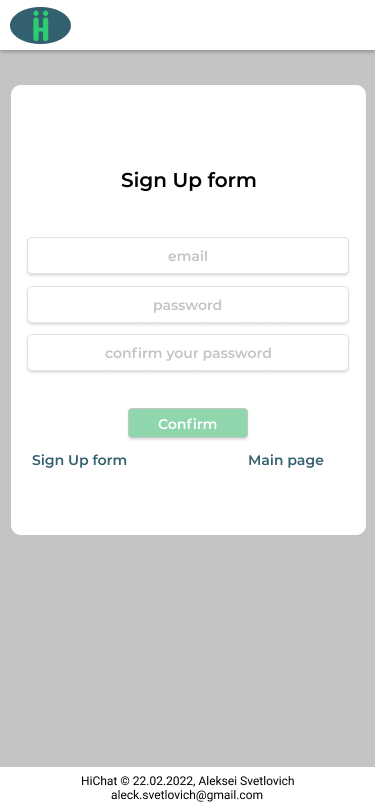 Sign Up form
email
password
confirm your password
Confirm
Sign Up form
Main page
HiChat © 22.02.2022, Aleksei Svetlovich
aleck.svetlovich@gmail.com